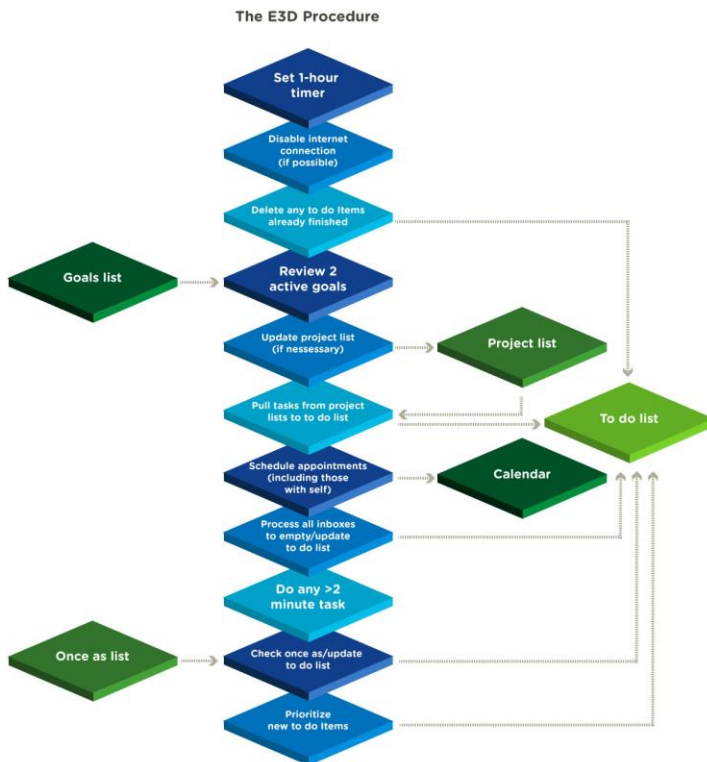 The E3D Procedure
Set 1-hour
timer
Disable internet
connection
(if possible)
Delete any to do Items
already finished
Goals list
Review 2
active goals
Update project list
(if nessessary)
Project list
Pull tasks from project
lists to to do list
To do list
Schedule appointments
(including those
with self)
Calendar
Process all inboxes
to empty/update
to do list
Do any >2
minute task
Once as list
Check once as/update
to do list
Prioritize
new to do Items